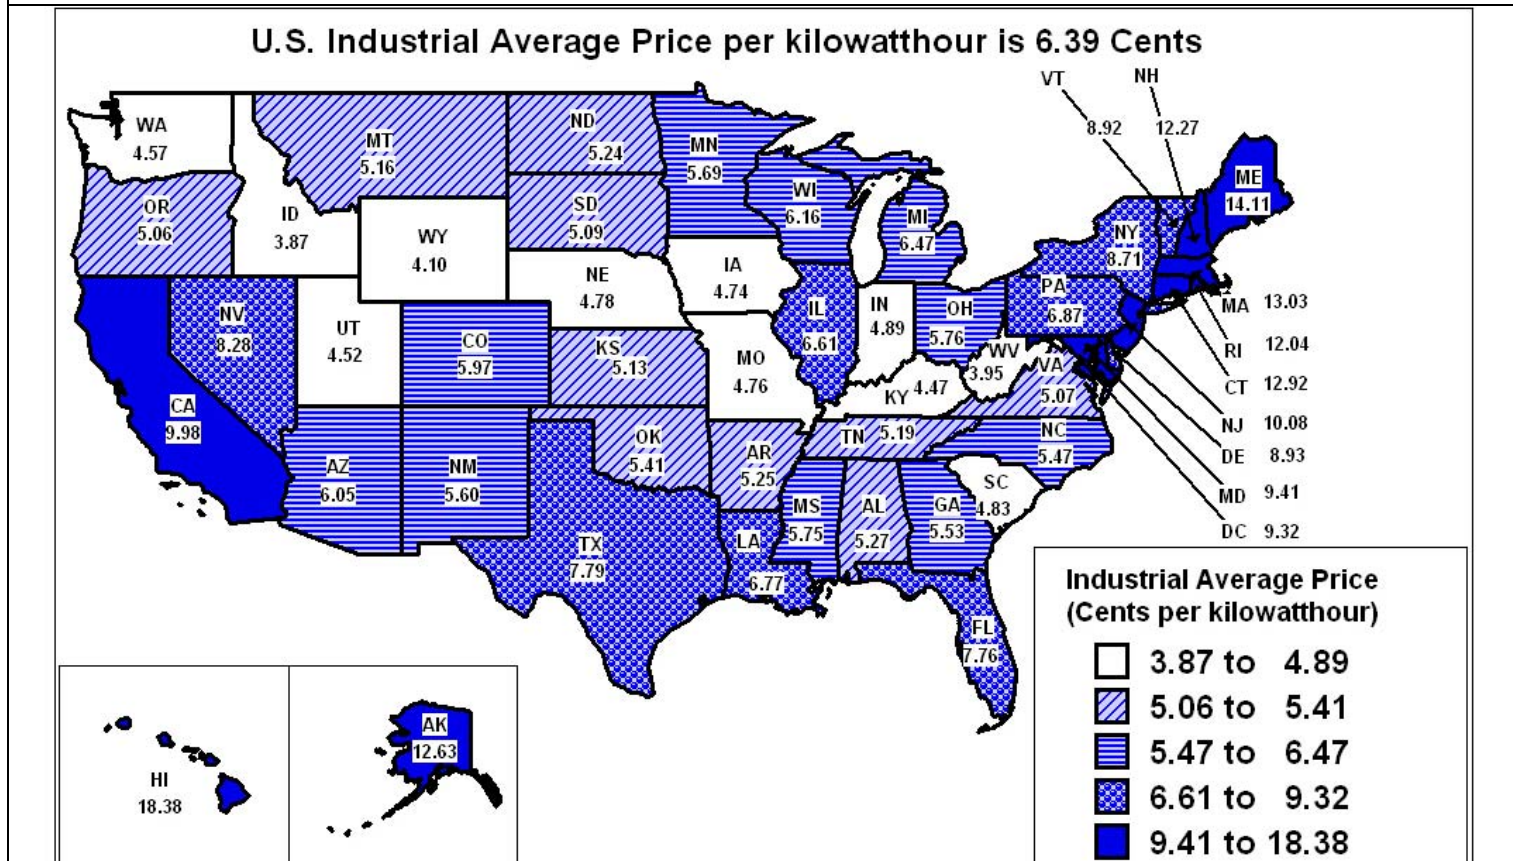 U.S. Industrial Average Price per kilowatthour is 6.39 Cents
VT
NH
8.92
12.27
WA
4.57
MT
5.16
ND
5.24
MN
5.69
OR
5.06
ID
3.87
WY
4.10
SD
5.09
WI
6.16
MI
6.47
NY
8.71
ME
14.11
NV
8.28
UT
4.52
CO
5.97
NE
4.78
IA
4.74
IL
6.61
IN
4.89
OH
5.76
PA
6.87
MA 13.03
RI 12.04
CT 12.92
NJ 10.08
DE 8.93
MD 9.41
DC 9.32
CA
9.98
KS
5.13
MO
4.76
KY 4.47
WV
3.95
VA
5.07
AZ
6.05
NM
5.60
OK
5.41
AR
5.25
TN 5.19
NC
5.47
SC
4.83
TX
7.79
LA
6.77
MS
5.75
AL
5.27
GA
5.53
FL
7.76
HI
18.38
AK
12.63
Industrial Average Price
(Cents per kilowatthour)
3.87 to 4.89
5.06 to 5.41
5.47 to 6.47
6.61 to 9.32
9.41 to 18.38